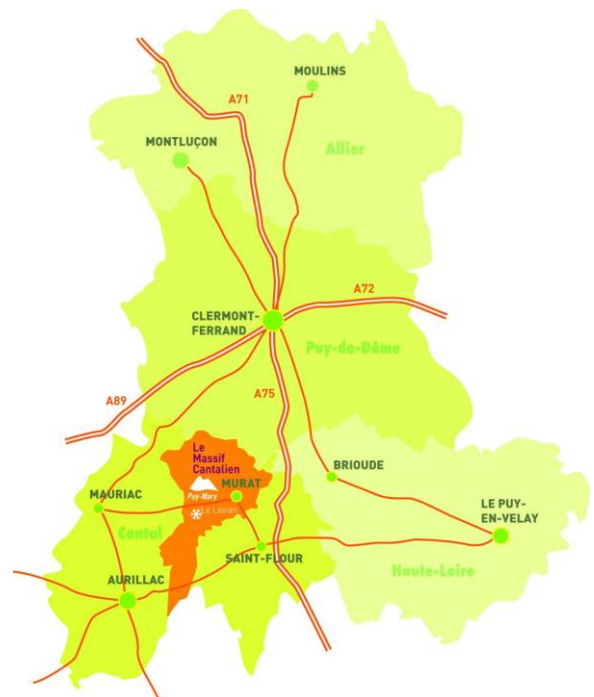 MOULINS
A71
MONTLUÇON
Allier
A72
CLERMONT-
FERRAND
Puy-de-Dôme
A89
A75
Le
Massif
Cantalien
MURAT
Puy-Mary
Le Lioran
BRIOUDE
MAURIAC
LE PUY-
EN-VELAY
Cantal
SAINT-FLOUR
Haute-Loire
AURILLAC